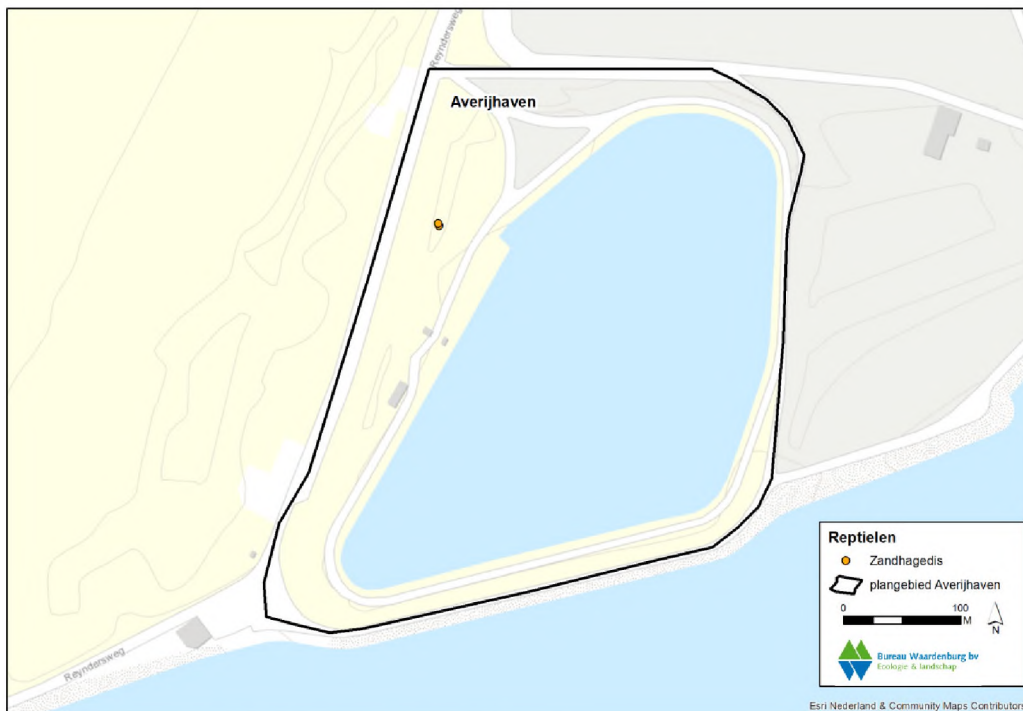 Reyndersweg
Averijhaven
Reyndersweg
Reptielen
Zandhagedis
plangebied Averijhaven
0 100
M
N
Bureau Waardenburg bv
Ecologie & landschap
Esri Nederland & Community Maps Contributors